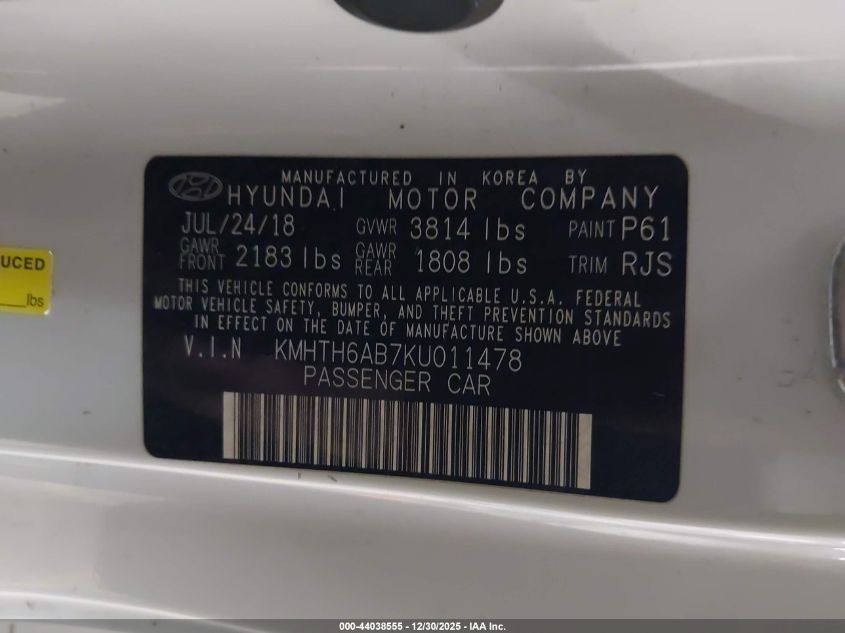 MANUFACTURED IN KOREA BY
HYUNDAI MOTOR COMPANY
JUL/24/18 GVWR 3814 lbs PAINT P61
GAWR FRONT 2183 lbs GAWR REAR 1808 lbs TRIM RJS
THIS VEHICLE CONFORMS TO ALL APPLICABLE U.S.A. FEDERAL
MOTOR VEHICLE SAFETY, BUMPER, AND THEFT PREVENTION STANDARDS
IN EFFECT ON THE DATE OF MANUFACTURE SHOWN ABOVE
V.I.N KMHTH6AB7KU011478
PASSENGER CAR
UCED
lbs
000-44038555 - 12/30/2025 - IAA Inc.